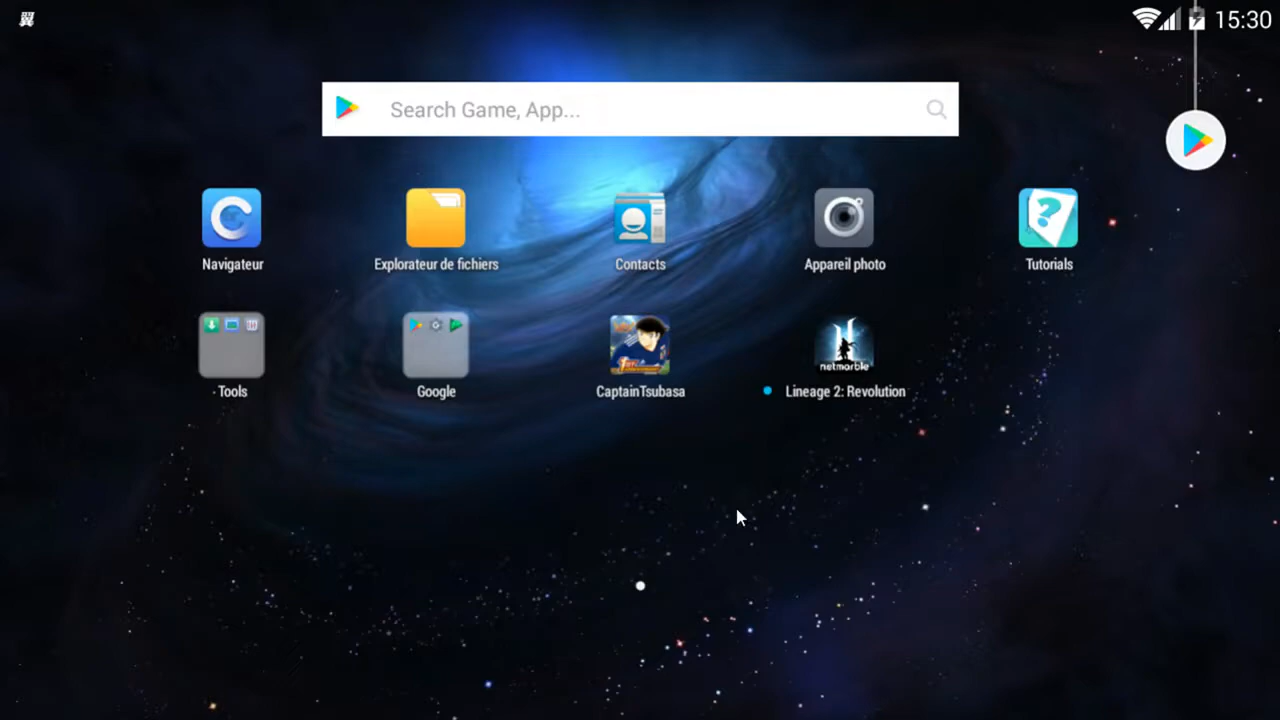 翼
15:30
Search Game, App...
Navigateur
Explorateur de fichiers
Contacts
Appareil photo
Tutorials
Tools
Google
CaptainTsubasa
netmarble
Lineage 2: Revolution